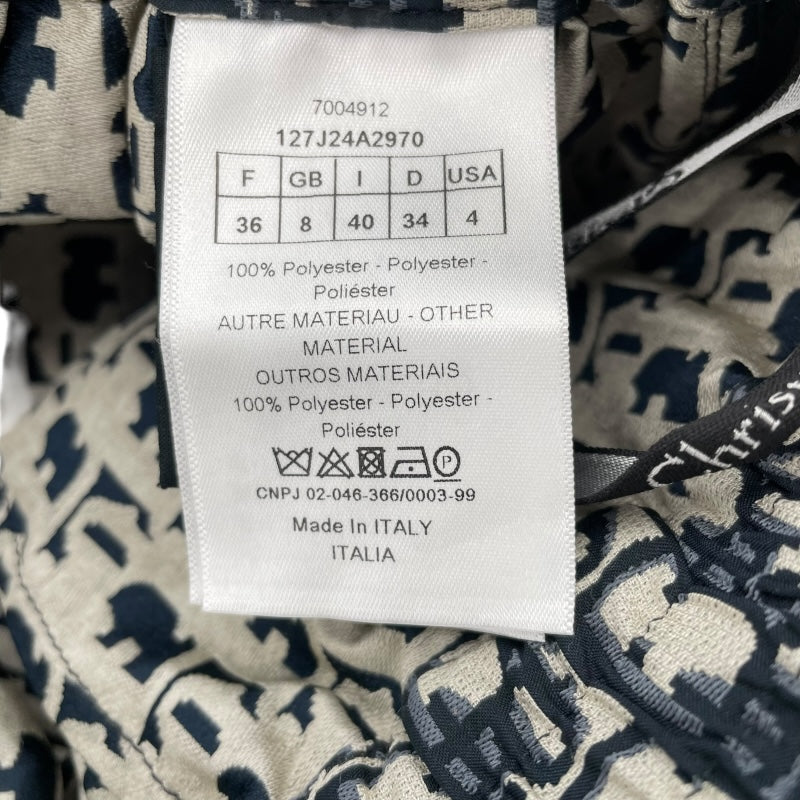 7004912
127J24A2970
F GB I D USA
36 8 40 34 4
100% Polyester - Polyester -
Poliéster
AUTRE MATERIAU - OTHER
MATERIAL
OUTROS MATERIAIS
100% Polyester - Polyester -
Poliéster
P
CNPJ 02-046-366/0003-99
Made In ITALY
ITALIA
Chris